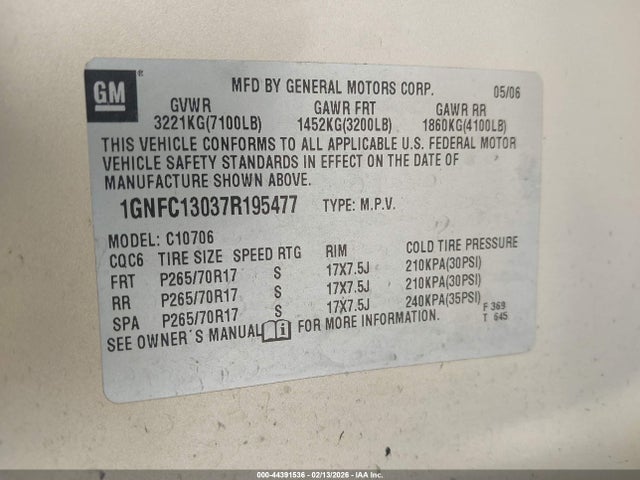 GM®
MFD BY GENERAL MOTORS CORP. 05/06
GVWR GAWR FRT GAWR RR
3221KG(7100LB) 1452KG(3200LB) 1860KG(4100LB)
THIS VEHICLE CONFORMS TO ALL APPLICABLE U.S. FEDERAL MOTOR
VEHICLE SAFETY STANDARDS IN EFFECT ON THE DATE OF
MANUFACTURE SHOWN ABOVE.
1GNFC13037R195477 TYPE: M.P.V.
MODEL: C10706
CQC6 TIRE SIZE SPEED RTG RIM COLD TIRE PRESSURE
FRT P265/70R17 S 17X7.5J 210KPA(30PSI)
RR P265/70R17 S 17X7.5J 210KPA(30PSI)
SPA P265/70R17 S 17X7.5J 240KPA(35PSI)
SEE OWNER'S MANUAL i FOR MORE INFORMATION.
F 369
T 645
000-44391536 - 02/13/2026 - PROPERTY OF IAA